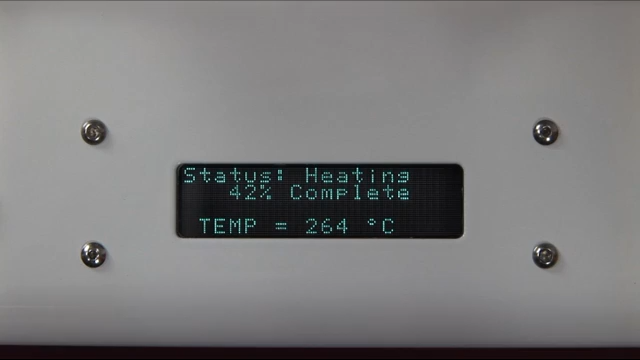 Status: Heating
42% Complete
TEMP = 264 °C